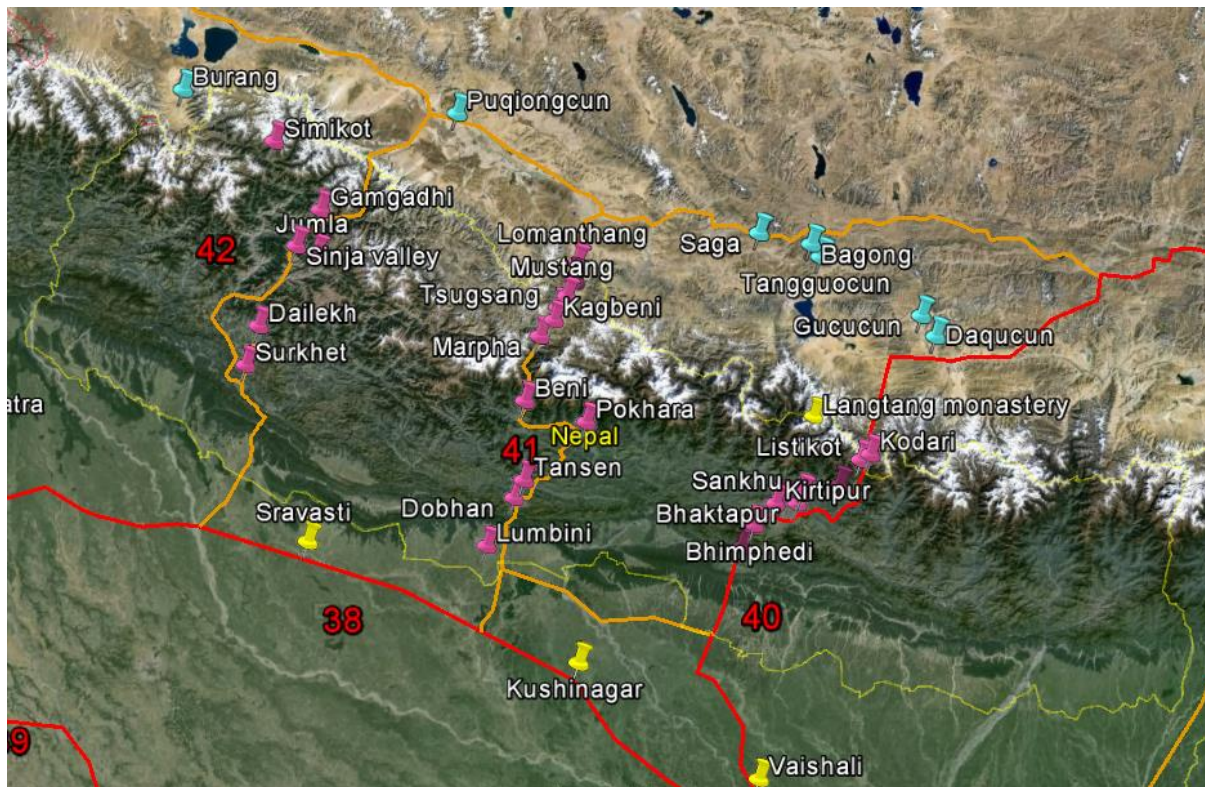 Burang
Puqiongcun
Simikot
Gamgadhi
Jumla
Sinja valley
42
Lomanthang
Saga
Bagong
Mustang
Tangguocun
Tsugsang
Kagbeni
Dailekh
Gucucun
Daqucun
Marpha
Surkhet
Beni
atra
Pokhara
Langtang monastery
Nepal
Listikot
Kodari
41
Tansen
Sankhu
Kirtipur
Dobhan
Sravasti
Bhaktapur
Lumbini
Bhimphedi
38
40
Kushinagar
9
Vaishali